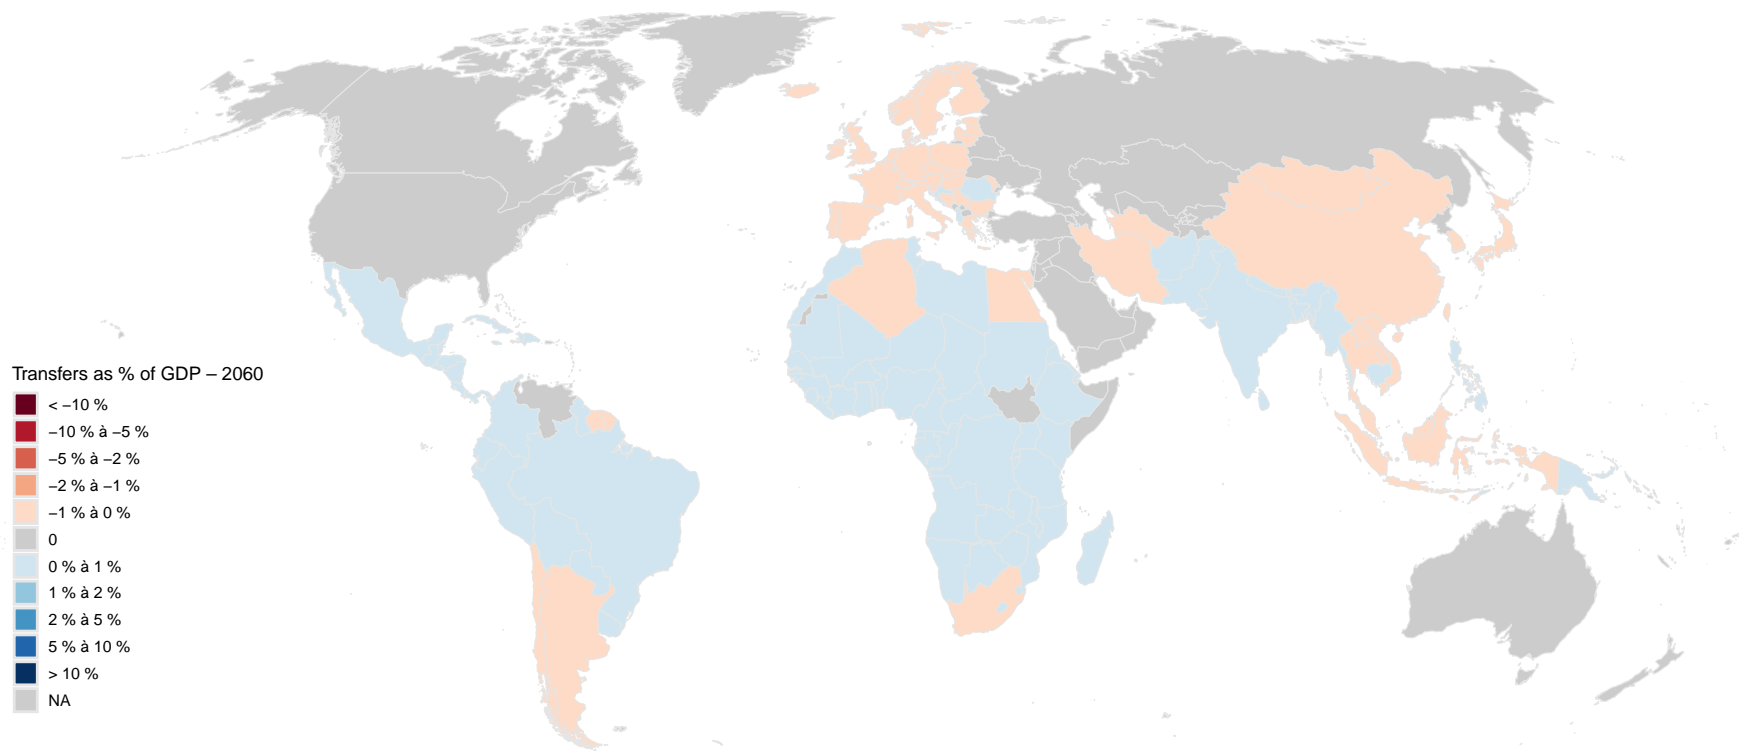 Transfers as % of GDP – 2060
< –10 %
–10 % à –5 %
–5 % à –2 %
–2 % à –1 %
–1 % à 0 %
0
0 % à 1 %
1 % à 2 %
2 % à 5 %
5 % à 10 %
> 10 %
NA